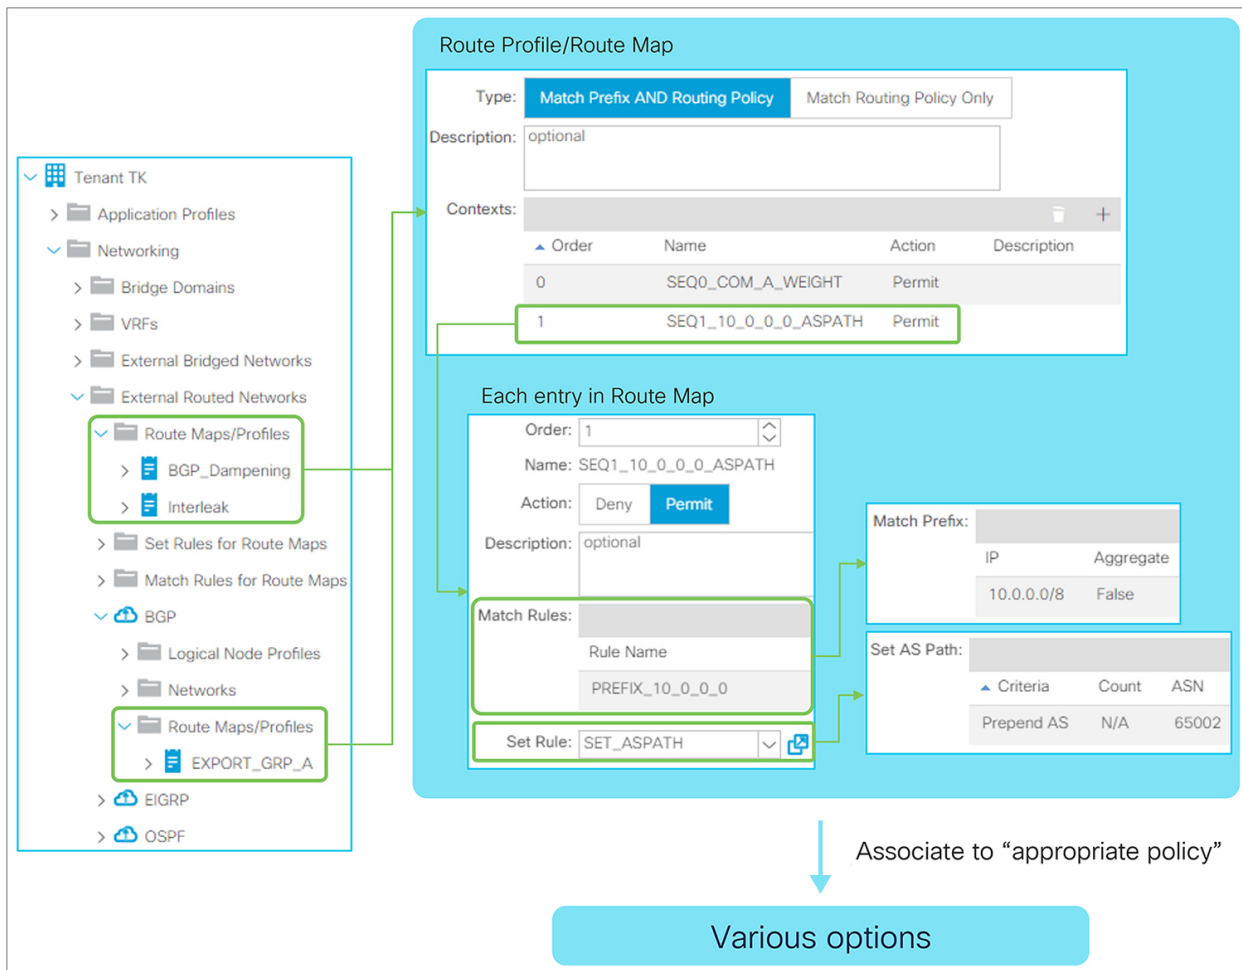 Tenant TK
Application Profiles
Networking
Bridge Domains
VRFs
External Bridged Networks
External Routed Networks
Route Maps/Profiles
BGP_Dampening
Interleak
Set Rules for Route Maps
Match Rules for Route Maps
BGP
Logical Node Profiles
Networks
Route Maps/Profiles
EXPORT_GRP_A
EIGRP
OSPF
Route Profile/Route Map
Type: Match Prefix AND Routing Policy Match Routing Policy Only
Description: optional
Contexts:
Order Name Action Description
0 SEQ0_COM_A_WEIGHT Permit
1 SEQ1_10_0_0_0_ASPATH Permit
Each entry in Route Map
Order: 1
Name: SEQ1_10_0_0_0_ASPATH
Action: Deny Permit
Description: optional
Match Rules:
Rule Name
PREFIX_10_0_0_0
Set Rule: SET_ASPATH
Match Prefix:
IP Aggregate
10.0.0.0/8 False
Set AS Path:
Criteria Count ASN
Prepend AS N/A 65002
Associate to “appropriate policy”
Various options